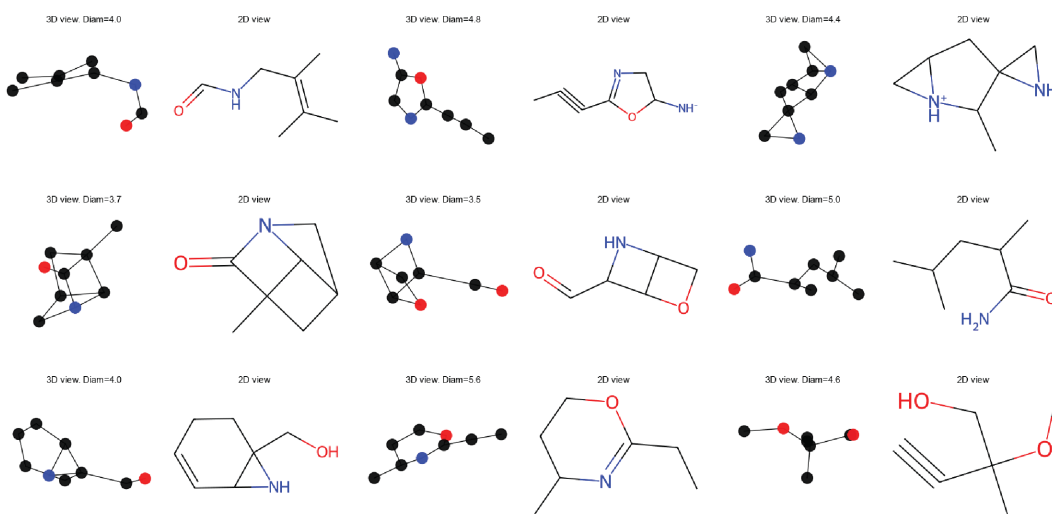 3D view. Diam=4.0 2D view 3D view. Diam=4.8 2D view 3D view. Diam=4.4 2D view
O N H N O NH⁻ N⁺ H NH
3D view. Diam=3.7 2D view 3D view. Diam=3.5 2D view 3D view. Diam=5.0 2D view
O N HN O O H₂N O
3D view. Diam=4.0 2D view 3D view. Diam=5.6 2D view 3D view. Diam=4.6 2D view
OH NH O N HO O